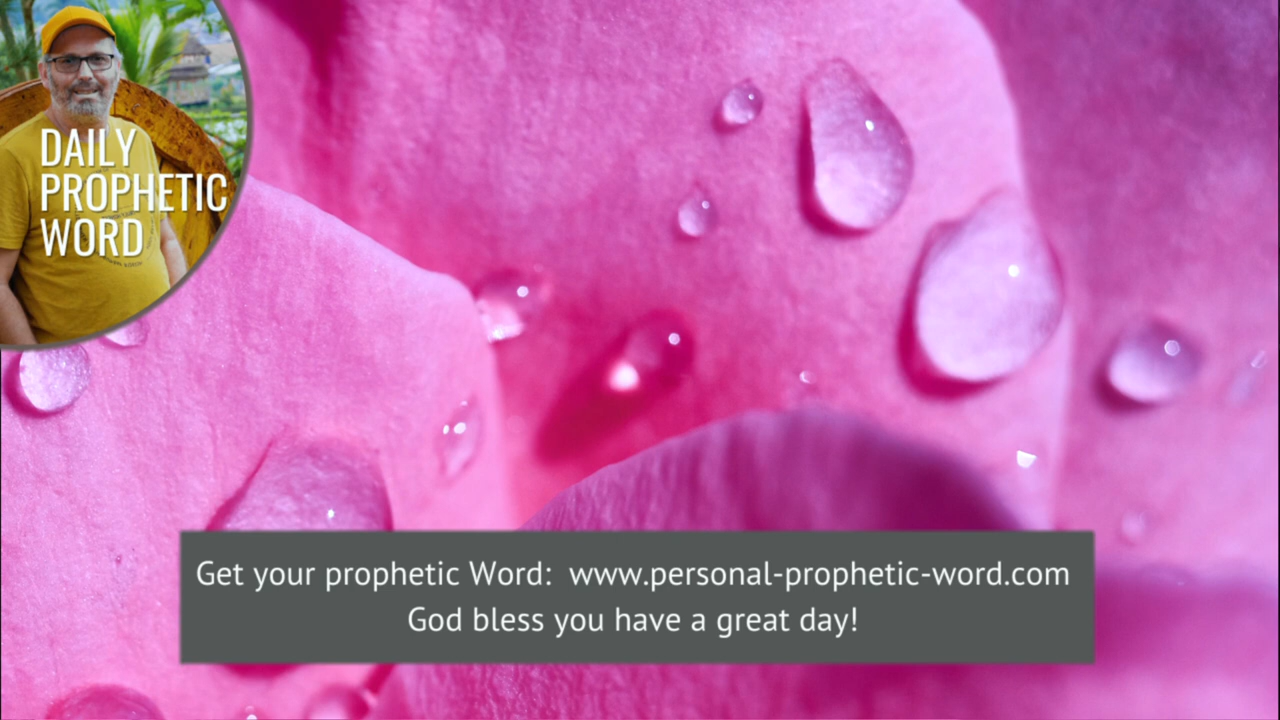 DAILY
PROPHETIC
WORD
Get your prophetic Word:  www.personal-prophetic-word.com
God bless you have a great day!